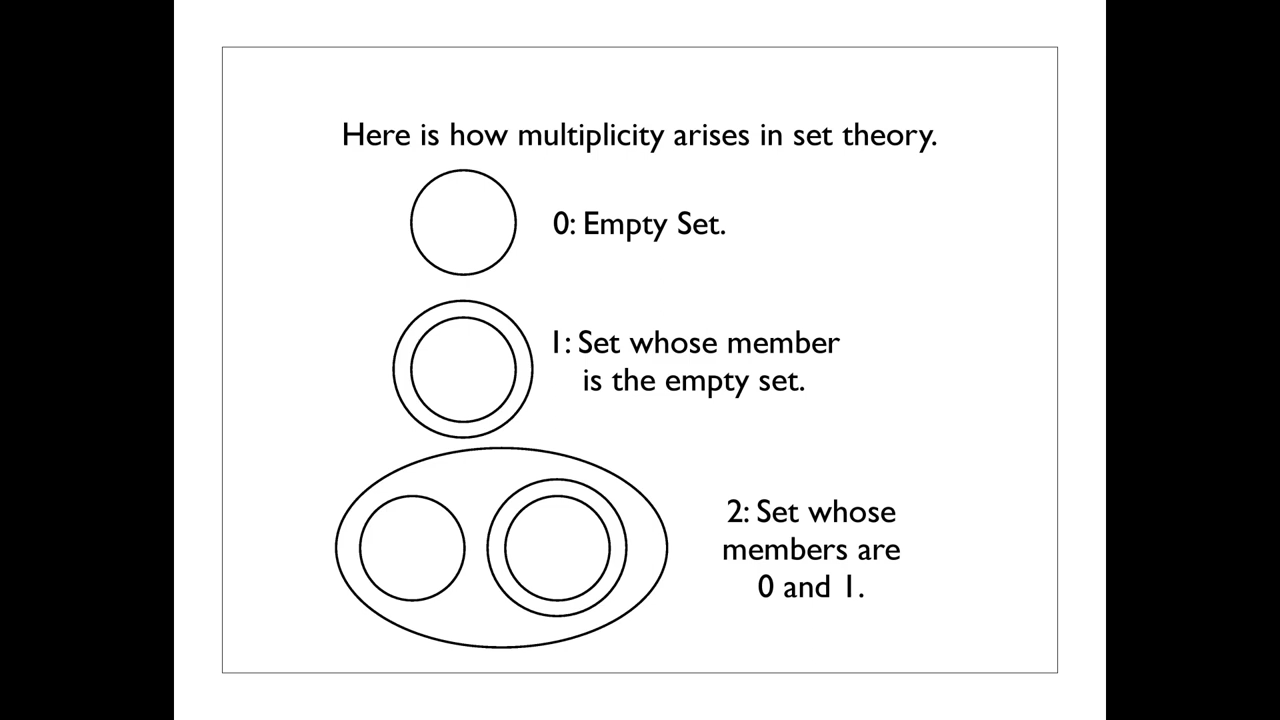 Here is how multiplicity arises in set theory.
0: Empty Set.
1: Set whose member
is the empty set.
2: Set whose
members are
0 and 1.